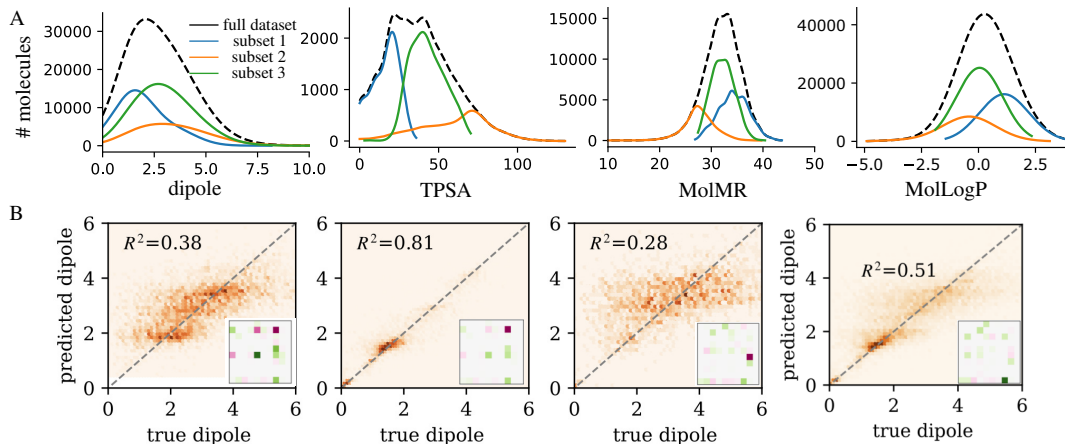 A
# molecules
30000
20000
10000
0
full dataset
subset 1
subset 2
subset 3
0.0 2.5 5.0 7.5 10.0
dipole
2000
1000
0
0 50 100
TPSA
15000
10000
5000
0
10 20 30 40 50
MolMR
40000
20000
0
−5.0 −2.5 0.0 2.5
MolLogP
B
predicted dipole
6
4
2
0
R²=0.38
0 2 4 6
true dipole
6
4
2
0
R²=0.81
0 2 4 6
true dipole
6
4
2
0
R²=0.28
0 2 4 6
true dipole
predicted dipole
6
4
2
0
R²=0.51
0 2 4 6
true dipole